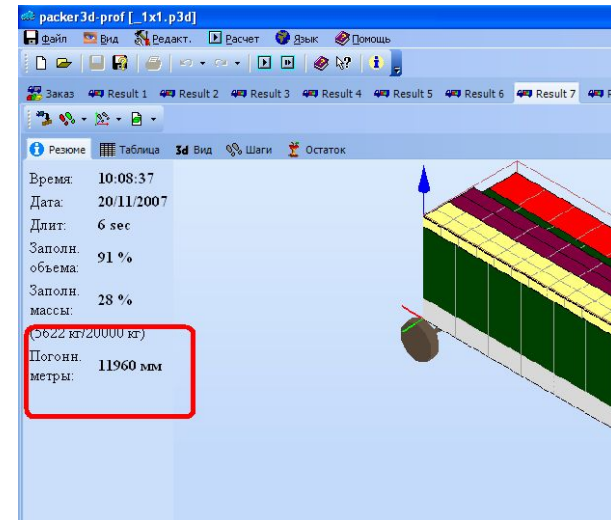 packer3d-prof [_1x1.p3d]
Файл Вид Редакт. Расчет Язык Помощь
Заказ Result 1 Result 2 Result 3 Result 4 Result 5 Result 6 Result 7
Резюме Таблица 3d Вид Шаги Остаток
Время: 10:08:37
Дата: 20/11/2007
Длит: 6 sec
Заполн. объема: 91 %
Заполн. массы: 28 %
(5622 кг/20000 кг)
Погонн. метры: 11960 мм